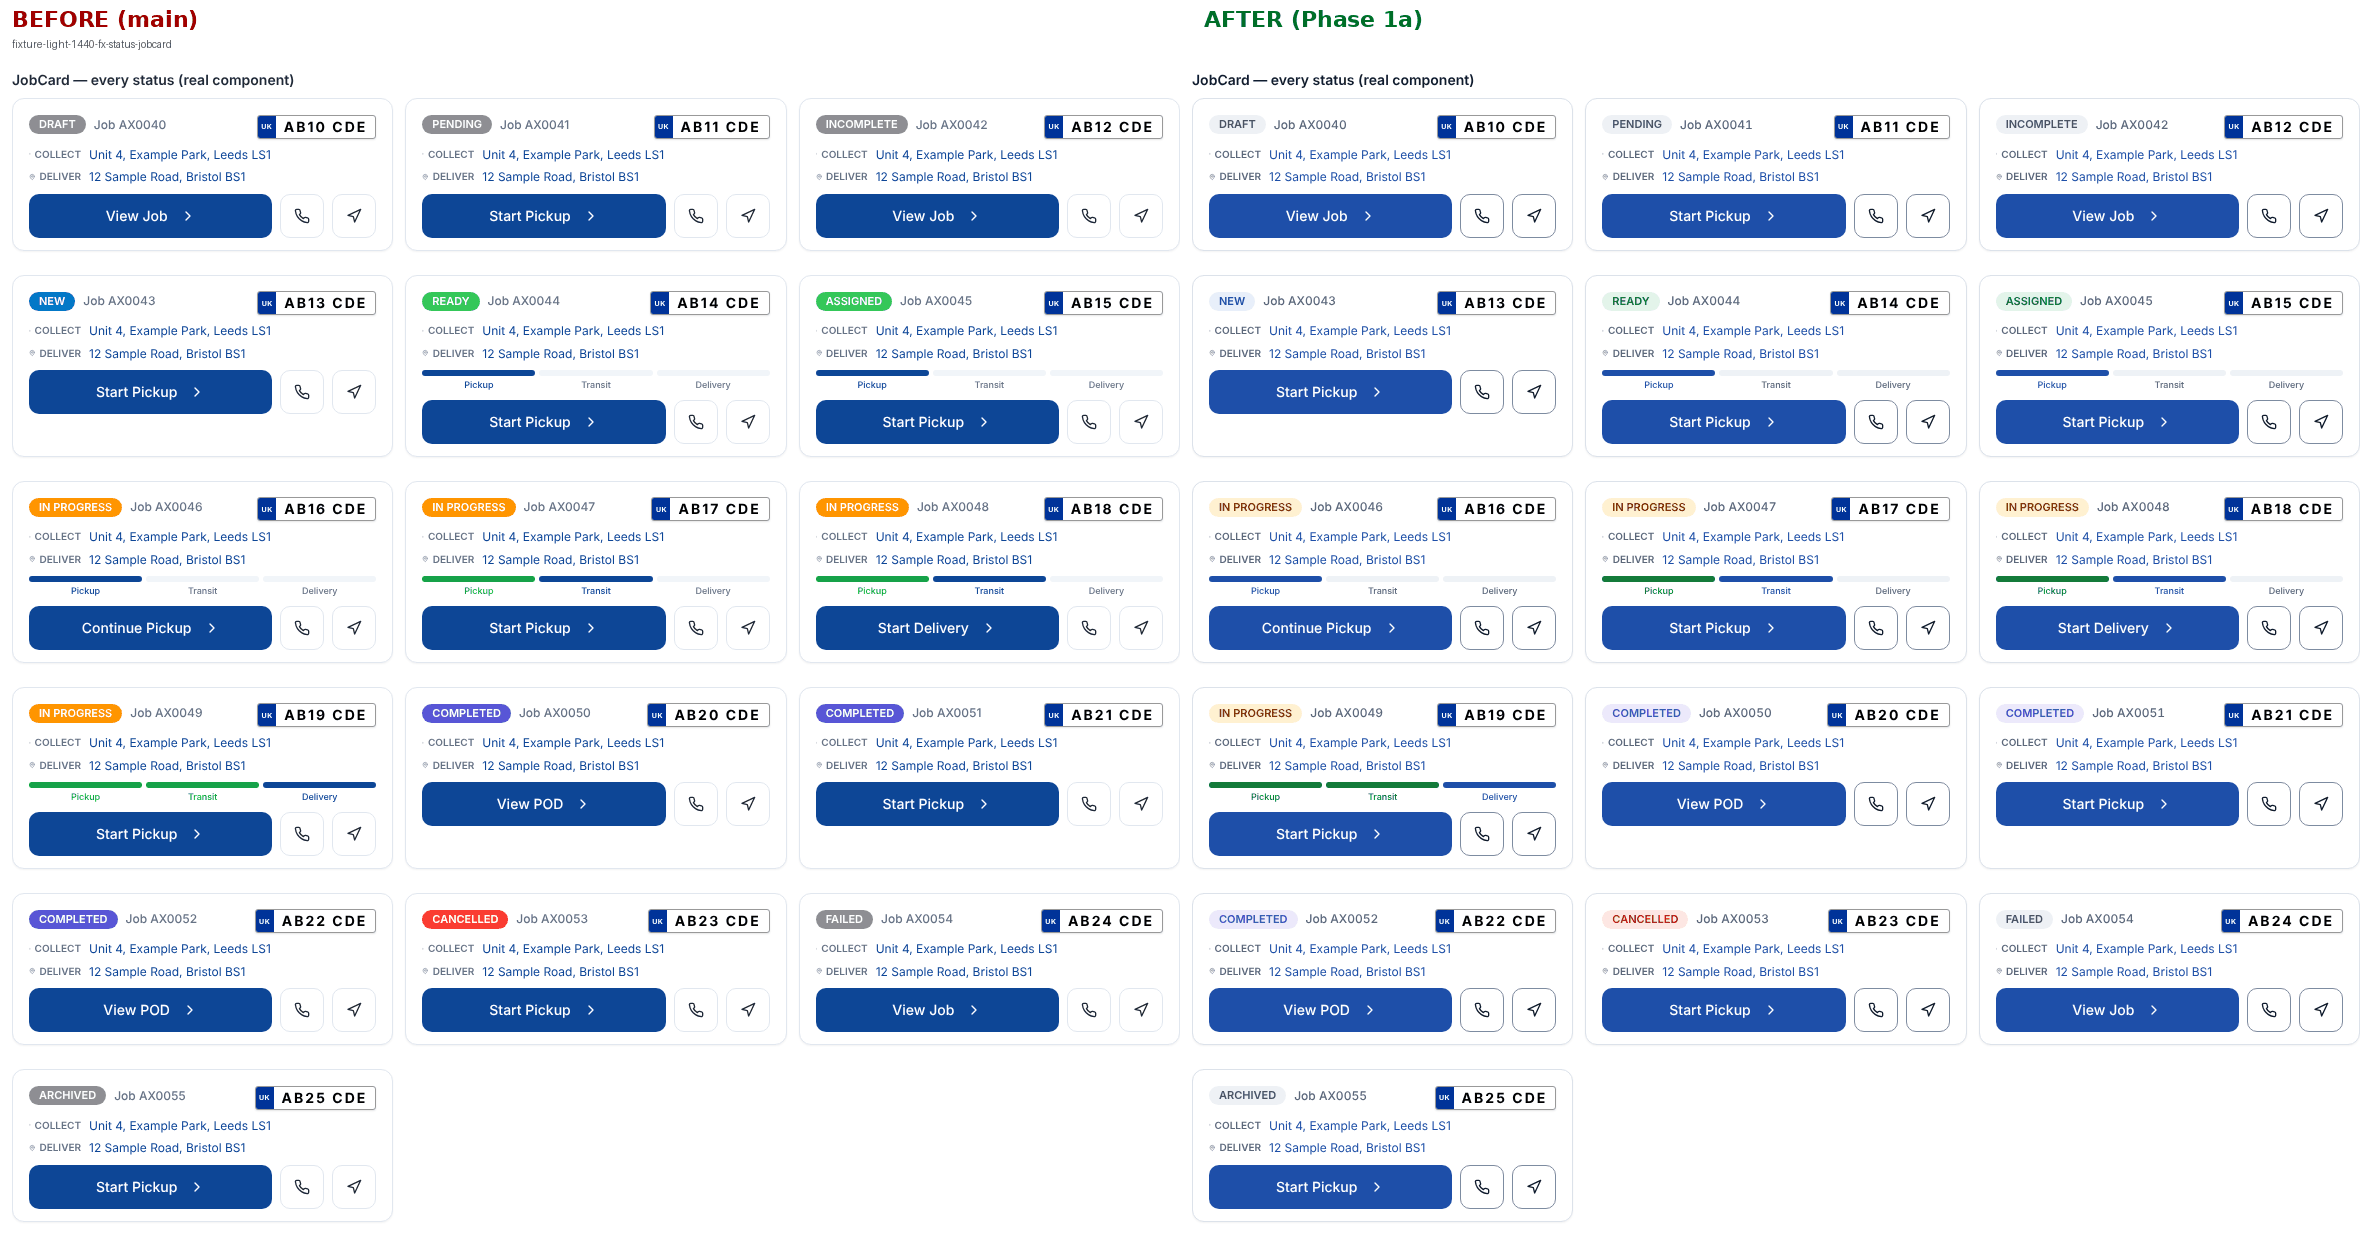 BEFORE (main)
AFTER (Phase 1a)
fixture-light-1440-fx-status-jobcard
JobCard — every status (real component)
JobCard — every status (real component)
DRAFT Job AX0040 UK AB10 CDE
COLLECT Unit 4, Example Park, Leeds LS1
DELIVER 12 Sample Road, Bristol BS1
View Job
PENDING Job AX0041 UK AB11 CDE
COLLECT Unit 4, Example Park, Leeds LS1
DELIVER 12 Sample Road, Bristol BS1
Start Pickup
INCOMPLETE Job AX0042 UK AB12 CDE
COLLECT Unit 4, Example Park, Leeds LS1
DELIVER 12 Sample Road, Bristol BS1
View Job
DRAFT Job AX0040 UK AB10 CDE
COLLECT Unit 4, Example Park, Leeds LS1
DELIVER 12 Sample Road, Bristol BS1
View Job
PENDING Job AX0041 UK AB11 CDE
COLLECT Unit 4, Example Park, Leeds LS1
DELIVER 12 Sample Road, Bristol BS1
Start Pickup
INCOMPLETE Job AX0042 UK AB12 CDE
COLLECT Unit 4, Example Park, Leeds LS1
DELIVER 12 Sample Road, Bristol BS1
View Job
NEW Job AX0043 UK AB13 CDE
COLLECT Unit 4, Example Park, Leeds LS1
DELIVER 12 Sample Road, Bristol BS1
Start Pickup
READY Job AX0044 UK AB14 CDE
COLLECT Unit 4, Example Park, Leeds LS1
DELIVER 12 Sample Road, Bristol BS1
Pickup Transit Delivery
Start Pickup
ASSIGNED Job AX0045 UK AB15 CDE
COLLECT Unit 4, Example Park, Leeds LS1
DELIVER 12 Sample Road, Bristol BS1
Pickup Transit Delivery
Start Pickup
NEW Job AX0043 UK AB13 CDE
COLLECT Unit 4, Example Park, Leeds LS1
DELIVER 12 Sample Road, Bristol BS1
Start Pickup
READY Job AX0044 UK AB14 CDE
COLLECT Unit 4, Example Park, Leeds LS1
DELIVER 12 Sample Road, Bristol BS1
Pickup Transit Delivery
Start Pickup
ASSIGNED Job AX0045 UK AB15 CDE
COLLECT Unit 4, Example Park, Leeds LS1
DELIVER 12 Sample Road, Bristol BS1
Pickup Transit Delivery
Start Pickup
IN PROGRESS Job AX0046 UK AB16 CDE
COLLECT Unit 4, Example Park, Leeds LS1
DELIVER 12 Sample Road, Bristol BS1
Pickup Transit Delivery
Continue Pickup
IN PROGRESS Job AX0047 UK AB17 CDE
COLLECT Unit 4, Example Park, Leeds LS1
DELIVER 12 Sample Road, Bristol BS1
Pickup Transit Delivery
Start Pickup
IN PROGRESS Job AX0048 UK AB18 CDE
COLLECT Unit 4, Example Park, Leeds LS1
DELIVER 12 Sample Road, Bristol BS1
Pickup Transit Delivery
Start Delivery
IN PROGRESS Job AX0046 UK AB16 CDE
COLLECT Unit 4, Example Park, Leeds LS1
DELIVER 12 Sample Road, Bristol BS1
Pickup Transit Delivery
Continue Pickup
IN PROGRESS Job AX0047 UK AB17 CDE
COLLECT Unit 4, Example Park, Leeds LS1
DELIVER 12 Sample Road, Bristol BS1
Pickup Transit Delivery
Start Pickup
IN PROGRESS Job AX0048 UK AB18 CDE
COLLECT Unit 4, Example Park, Leeds LS1
DELIVER 12 Sample Road, Bristol BS1
Pickup Transit Delivery
Start Delivery
IN PROGRESS Job AX0049 UK AB19 CDE
COLLECT Unit 4, Example Park, Leeds LS1
DELIVER 12 Sample Road, Bristol BS1
Pickup Transit Delivery
Start Pickup
COMPLETED Job AX0050 UK AB20 CDE
COLLECT Unit 4, Example Park, Leeds LS1
DELIVER 12 Sample Road, Bristol BS1
View POD
COMPLETED Job AX0051 UK AB21 CDE
COLLECT Unit 4, Example Park, Leeds LS1
DELIVER 12 Sample Road, Bristol BS1
Start Pickup
IN PROGRESS Job AX0049 UK AB19 CDE
COLLECT Unit 4, Example Park, Leeds LS1
DELIVER 12 Sample Road, Bristol BS1
Pickup Transit Delivery
Start Pickup
COMPLETED Job AX0050 UK AB20 CDE
COLLECT Unit 4, Example Park, Leeds LS1
DELIVER 12 Sample Road, Bristol BS1
View POD
COMPLETED Job AX0051 UK AB21 CDE
COLLECT Unit 4, Example Park, Leeds LS1
DELIVER 12 Sample Road, Bristol BS1
Start Pickup
COMPLETED Job AX0052 UK AB22 CDE
COLLECT Unit 4, Example Park, Leeds LS1
DELIVER 12 Sample Road, Bristol BS1
View POD
CANCELLED Job AX0053 UK AB23 CDE
COLLECT Unit 4, Example Park, Leeds LS1
DELIVER 12 Sample Road, Bristol BS1
Start Pickup
FAILED Job AX0054 UK AB24 CDE
COLLECT Unit 4, Example Park, Leeds LS1
DELIVER 12 Sample Road, Bristol BS1
View Job
COMPLETED Job AX0052 UK AB22 CDE
COLLECT Unit 4, Example Park, Leeds LS1
DELIVER 12 Sample Road, Bristol BS1
View POD
CANCELLED Job AX0053 UK AB23 CDE
COLLECT Unit 4, Example Park, Leeds LS1
DELIVER 12 Sample Road, Bristol BS1
Start Pickup
FAILED Job AX0054 UK AB24 CDE
COLLECT Unit 4, Example Park, Leeds LS1
DELIVER 12 Sample Road, Bristol BS1
View Job
ARCHIVED Job AX0055 UK AB25 CDE
COLLECT Unit 4, Example Park, Leeds LS1
DELIVER 12 Sample Road, Bristol BS1
Start Pickup
ARCHIVED Job AX0055 UK AB25 CDE
COLLECT Unit 4, Example Park, Leeds LS1
DELIVER 12 Sample Road, Bristol BS1
Start Pickup